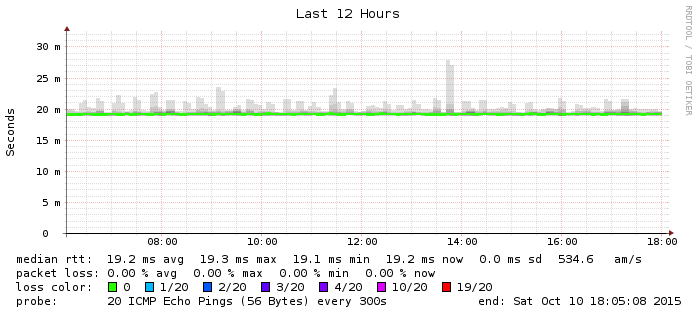 Last 12 Hours
RRDTOOL / TOBI OETIKER
Seconds
30 m
25 m
20 m
15 m
10 m
5 m
0
08:00 10:00 12:00 14:00 16:00 18:00
median rtt: 19.2 ms avg 19.3 ms max 19.1 ms min 19.2 ms now 0.0 ms sd 534.6 am/s
packet loss: 0.00 % avg 0.00 % max 0.00 % min 0.00 % now
loss color: 0 1/20 2/20 3/20 4/20 10/20 19/20
probe: 20 ICMP Echo Pings (56 Bytes) every 300s end: Sat Oct 10 18:05:08 2015